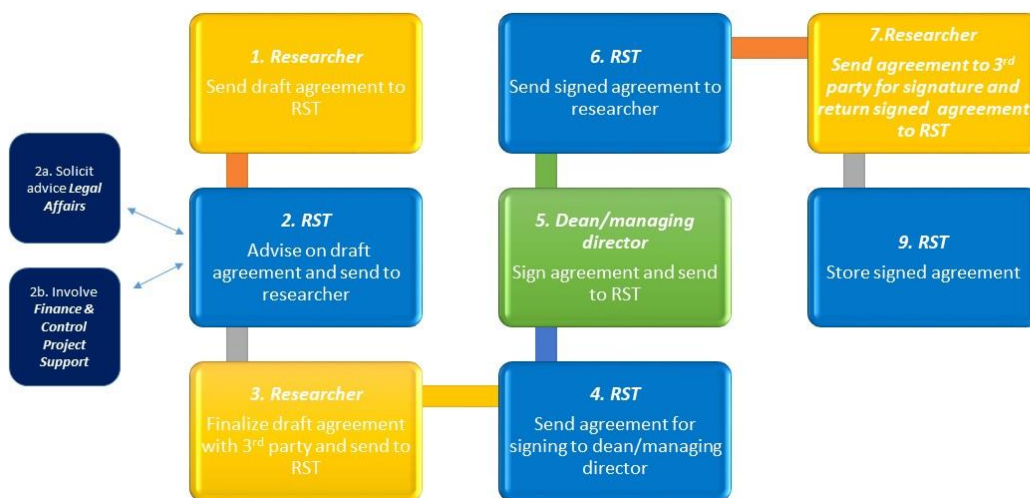 1. Researcher
Send draft agreement to
RST
2a. Solicit
advice Legal
Affairs
2b. Involve
Finance &
Control
Project
Support
2. RST
Advise on draft
agreement and send to
researcher
3. Researcher
Finalize draft agreement
with 3rd party and send to
RST
4. RST
Send agreement for
signing to dean/managing
director
5. Dean/managing
director
Sign agreement and send
to RST
6. RST
Send signed agreement to
researcher
7.Researcher
Send agreement to 3rd
party for signature and
return signed agreement
to RST
9. RST
Store signed agreement